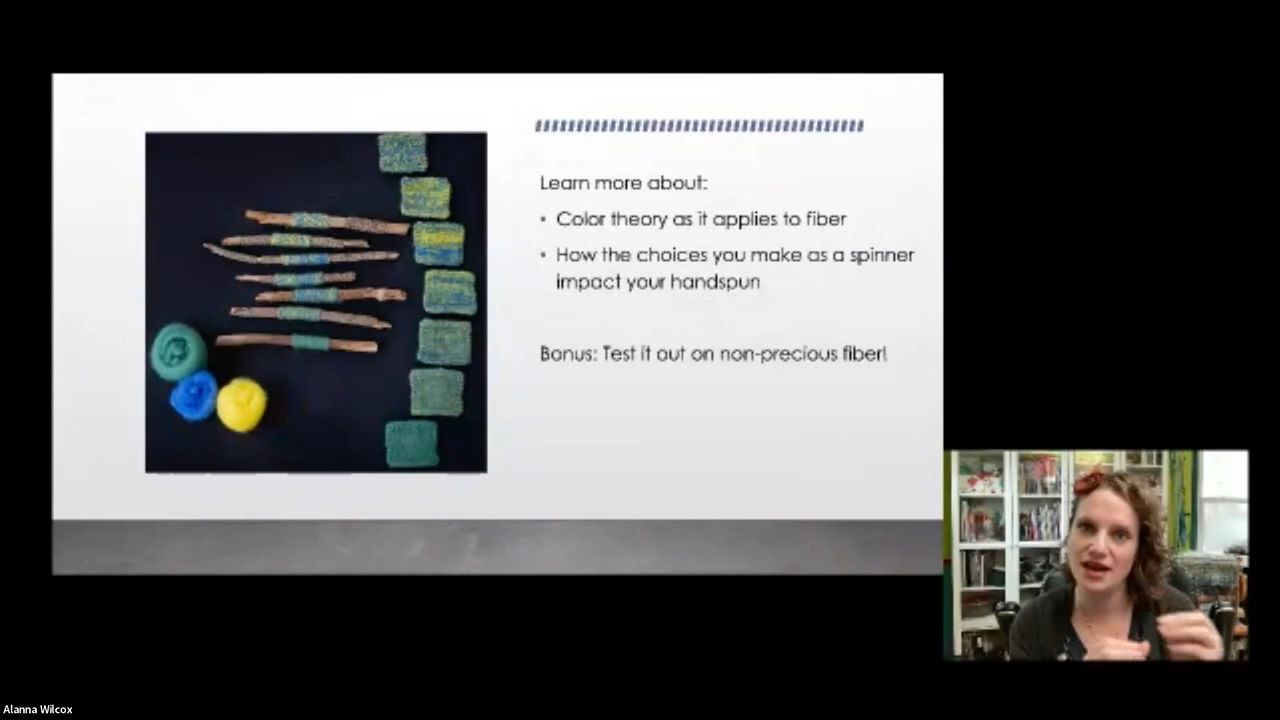 Learn more about:
• Color theory as it applies to fiber
• How the choices you make as a spinner
impact your handspun
Bonus: Test it out on non-precious fiber!
Alanna Wilcox